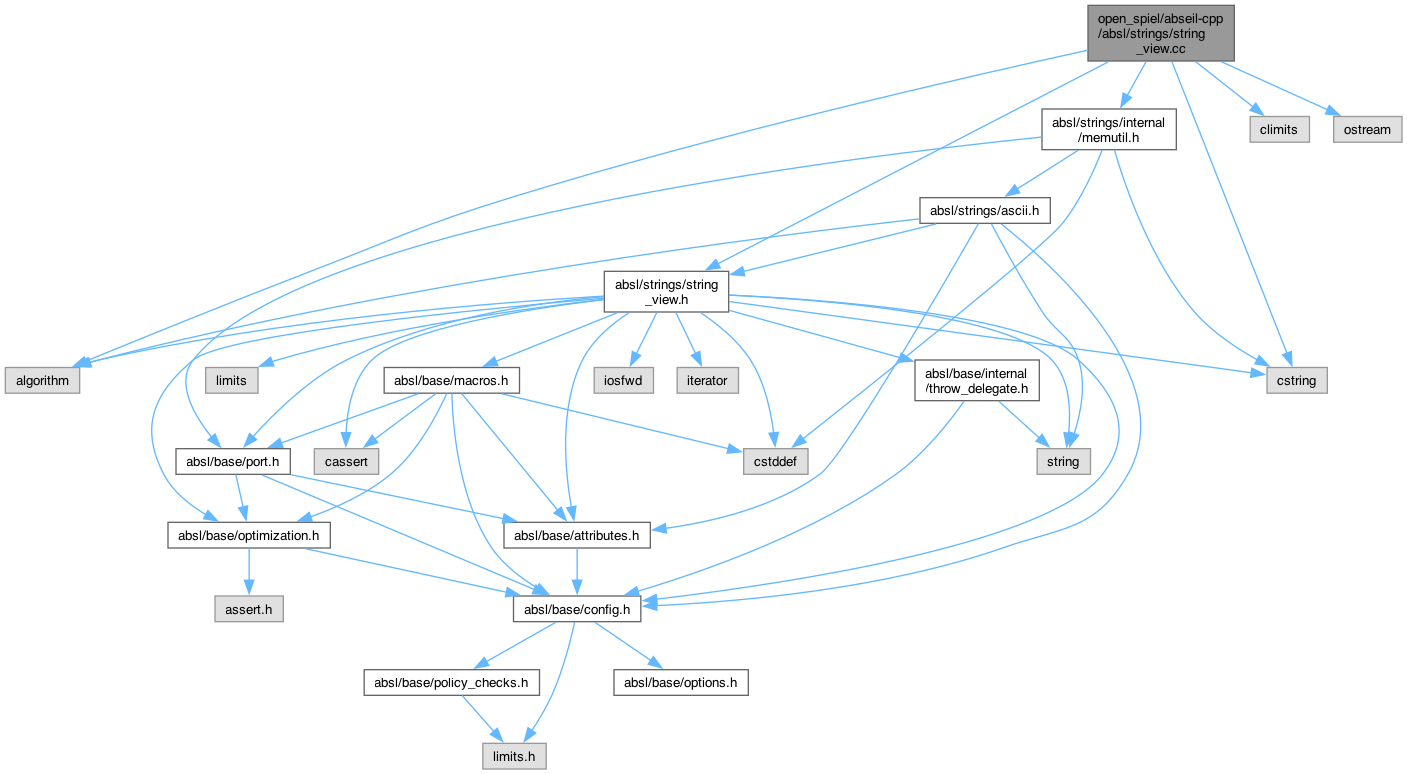 open_spiel/abseil-cpp
/absl/strings/string
_view.cc
absl/strings/internal
/memutil.h
climits
ostream
absl/strings/ascii.h
absl/strings/string
_view.h
algorithm
limits
absl/base/macros.h
iosfwd
iterator
absl/base/internal
/throw_delegate.h
cstring
absl/base/port.h
cassert
cstddef
string
absl/base/optimization.h
absl/base/attributes.h
assert.h
absl/base/config.h
absl/base/policy_checks.h
absl/base/options.h
limits.h